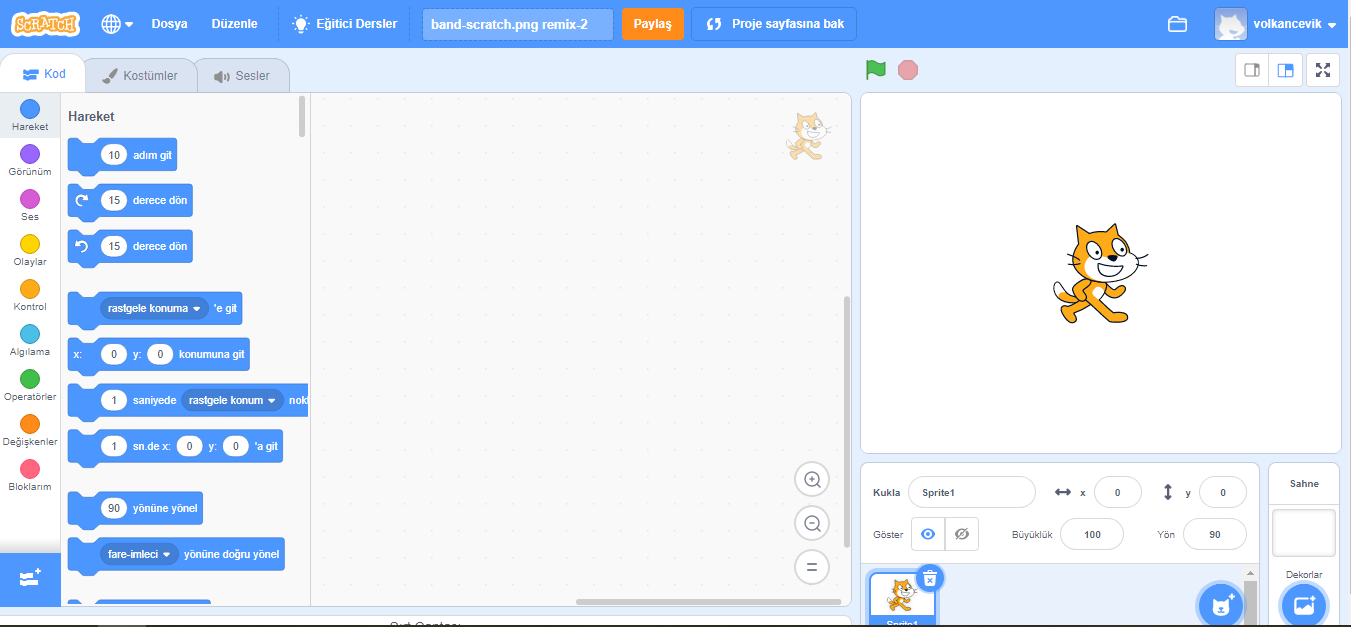 SCRATCH Dosya Düzenle Eğitici Dersler band-scratch.png remix-2 Paylaş Proje sayfasına bak volkancevik
Kod Kostümler Sesler
Hareket
Görünüm
Ses
Olaylar
Kontrol
Algılama
Operatörler
Değişkenler
Bloklarım
Hareket
10 adım git
15 derece dön
15 derece dön
rastgele konuma 'e git
x: 0 y: 0 konumuna git
1 saniyede rastgele konum
1 sn.de x: 0 y: 0 'a git
90 yönüne yönel
fare-imleci yönüne doğru yönel
Kukla Sprite1 x 0 y 0
Göster Büyüklük 100 Yön 90
Sprite1
Sahne
Dekorlar